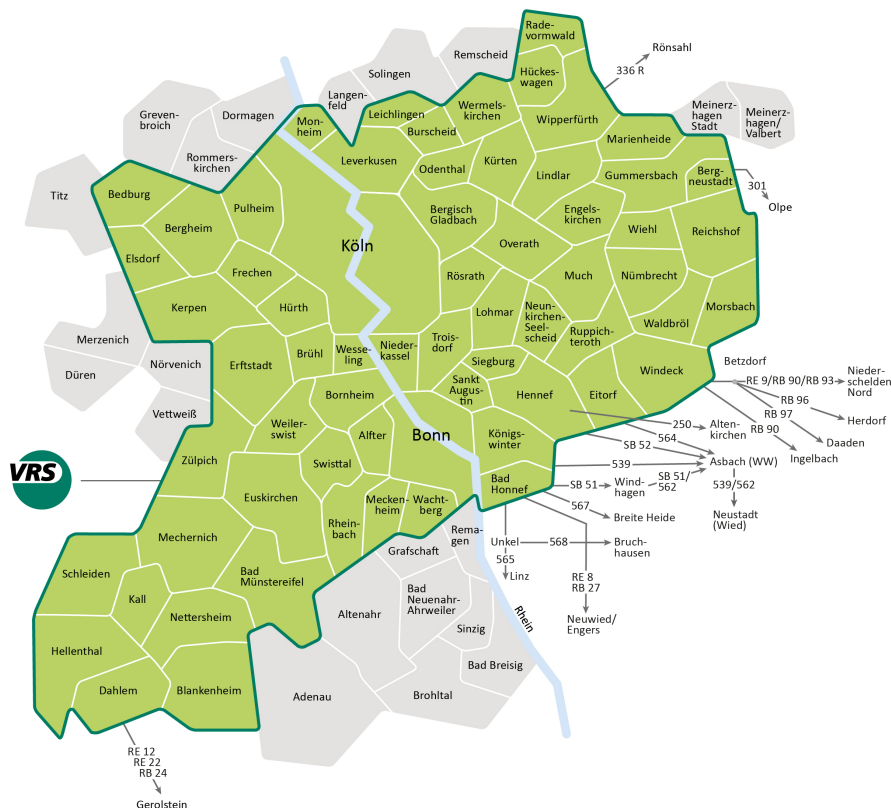 Rade-
vormwald
Remscheid
Rönsahl
336 R
Solingen
Hückes-
wagen
Langen-
feld
Greven-
broich
Dormagen
Mon-
heim
Leichlingen
Wermels-
kirchen
Wipperfürth
Meinerz-
hagen
Stadt
Meinerz-
hagen/
Valbert
Burscheid
Marienheide
Rommers-
kirchen
Leverkusen
Odenthal
Kürten
Lindlar
Gummersbach
Berg-
neustadt
301
Olpe
Titz
Bedburg
Pulheim
Bergheim
Bergisch
Gladbach
Engels-
kirchen
Wiehl
Reichshof
Köln
Overath
Elsdorf
Frechen
Rösrath
Much
Nümbrecht
Kerpen
Hürth
Lohmar
Neun-
kirchen-
Seel-
scheid
Morsbach
Waldbröl
Ruppich-
teroth
Merzenich
Nörvenich
Düren
Erftstadt
Brühl
Wesse-
ling
Nieder-
kassel
Trois-
dorf
Siegburg
Windeck
Betzdorf
RE 9/RB 90/RB 93
Nieder-
schelden
Nord
Sankt
Augus-
tin
Hennef
Eitorf
Bornheim
RB 96
Herdorf
RB 97
Daaden
RB 90
Ingelbach
Vettweiß
Weiler-
swist
Alfter
Bonn
Königs-
winter
250
Alten-
kirchen
564
SB 52
Zülpich
Swisttal
539
Asbach (WW)
VRS
Euskirchen
Bad
Honnef
SB 51
Wind-
hagen
SB 51/
562
539/562
Neustadt
(Wied)
Mecken-
heim
Wacht-
berg
Rhein-
bach
567
Breite Heide
Mechernich
Rema-
gen
Unkel
568
Bruch-
hausen
565
Linz
Grafschaft
Schleiden
Bad
Münstereifel
Kall
Bad
Neuenahr-
Ahrweiler
RE 8
RB 27
Neuwied/
Engers
Nettersheim
Altenahr
Rhein
Sinzig
Hellenthal
Bad Breisig
Dahlem
Blankenheim
Adenau
Brohltal
RE 12
RE 22
RB 24
Gerolstein